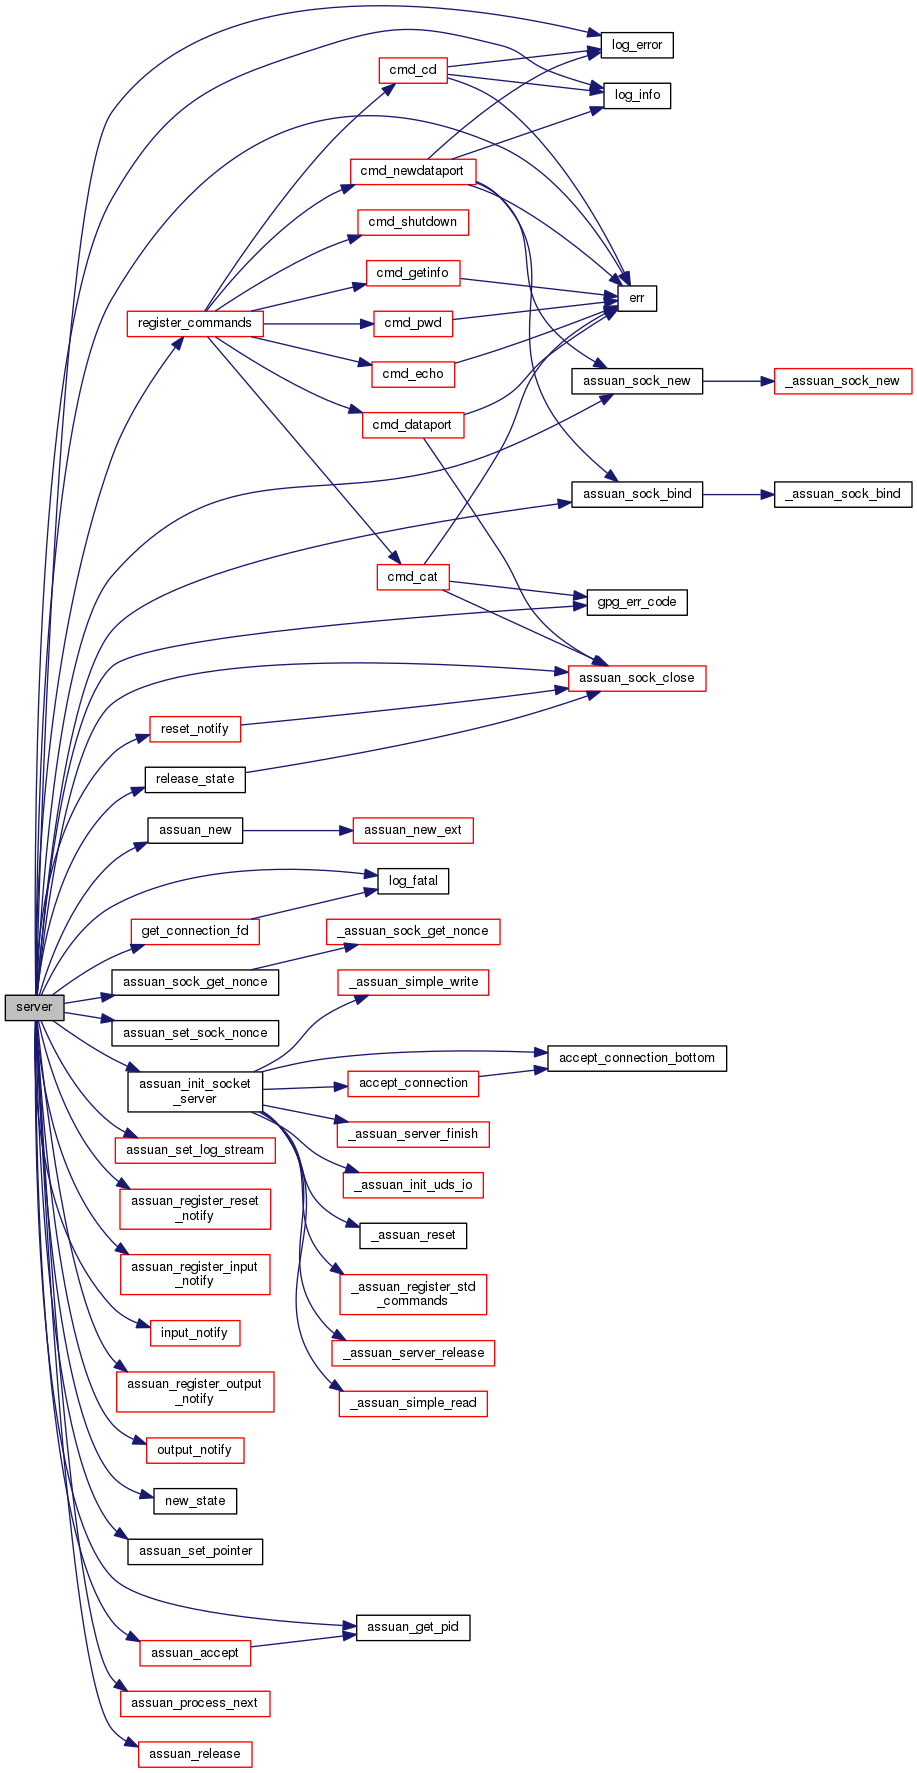 log_error
cmd_cd
log_info
cmd_newdataport
cmd_shutdown
cmd_getinfo
err
register_commands
cmd_pwd
cmd_echo
assuan_sock_new
_assuan_sock_new
cmd_dataport
assuan_sock_bind
_assuan_sock_bind
cmd_cat
gpg_err_code
assuan_sock_close
reset_notify
release_state
assuan_new
assuan_new_ext
log_fatal
get_connection_fd
_assuan_sock_get_nonce
assuan_sock_get_nonce
_assuan_simple_write
server
assuan_set_sock_nonce
accept_connection_bottom
assuan_init_socket
_server
accept_connection
_assuan_server_finish
assuan_set_log_stream
_assuan_init_uds_io
assuan_register_reset
_notify
_assuan_reset
assuan_register_input
_notify
_assuan_register_std
_commands
input_notify
_assuan_server_release
assuan_register_output
_notify
_assuan_simple_read
output_notify
new_state
assuan_set_pointer
assuan_get_pid
assuan_accept
assuan_process_next
assuan_release